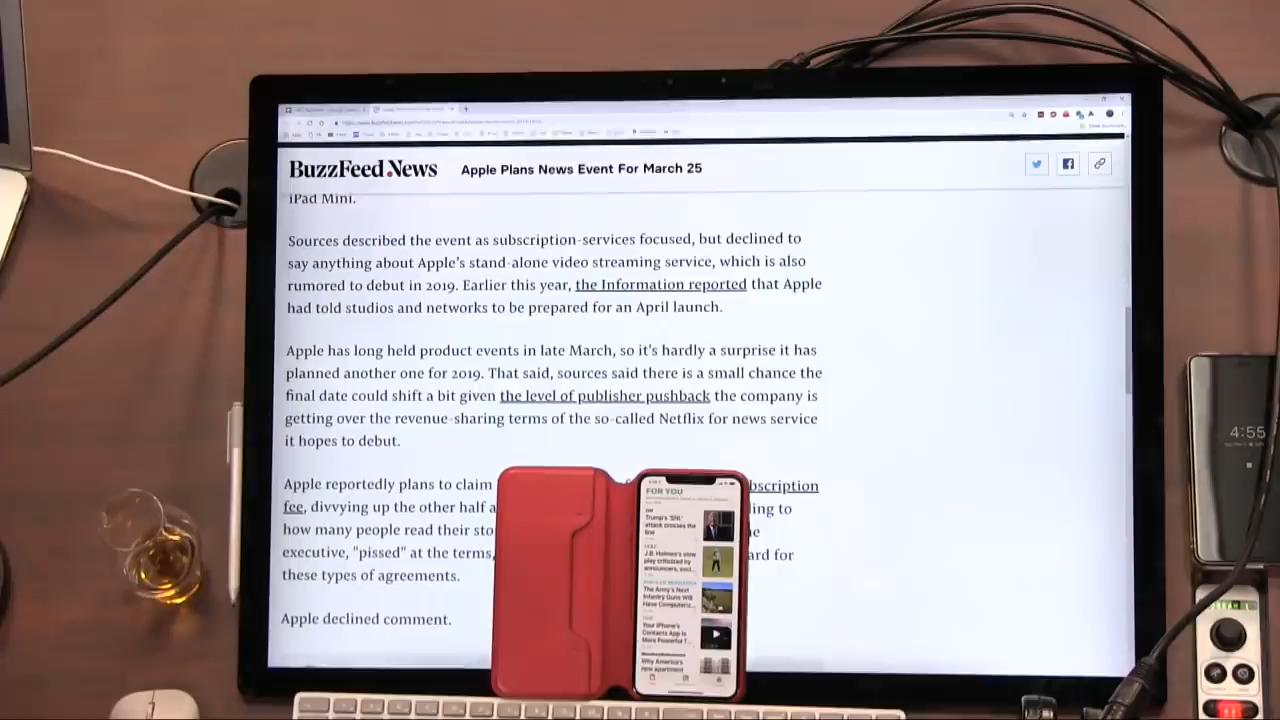 BuzzFeed.News
Apple Plans News Event For March 25
iPad Mini.
Sources described the event as subscription-services focused, but declined to
say anything about Apple's stand-alone video streaming service, which is also
rumored to debut in 2019. Earlier this year, the Information reported that Apple
had told studios and networks to be prepared for an April launch.
Apple has long held product events in late March, so it's hardly a surprise it has
planned another one for 2019. That said, sources said there is a small chance the
final date could shift a bit given the level of publisher pushback the company is
getting over the revenue-sharing terms of the so-called Netflix for news service
it hopes to debut.
Apple reportedly plans to claim
bscription
fee, divvying up the other half a
ing to
how many people read their sto
executive, "pissed" at the terms,
ard for
these types of agreements.
Apple declined comment.
FOR YOU
Trump's 'SNL'
attack crosses the
line
J.B. Holmes's slow
play criticized by
announcers, soci...
The Army's Next
Infantry Guns Will
Have Computeriz...
Your iPhone's
Contacts App Is
More Powerful T...
Why America's
new apartment
4:55